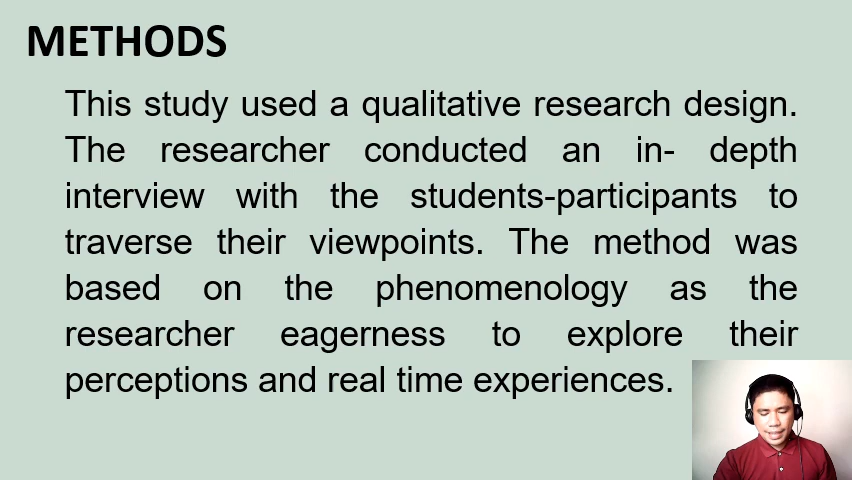 METHODS
This study used a qualitative research design.
The researcher conducted an in- depth
interview with the students-participants to
traverse their viewpoints. The method was
based on the phenomenology as the
researcher eagerness to explore their
perceptions and real time experiences.